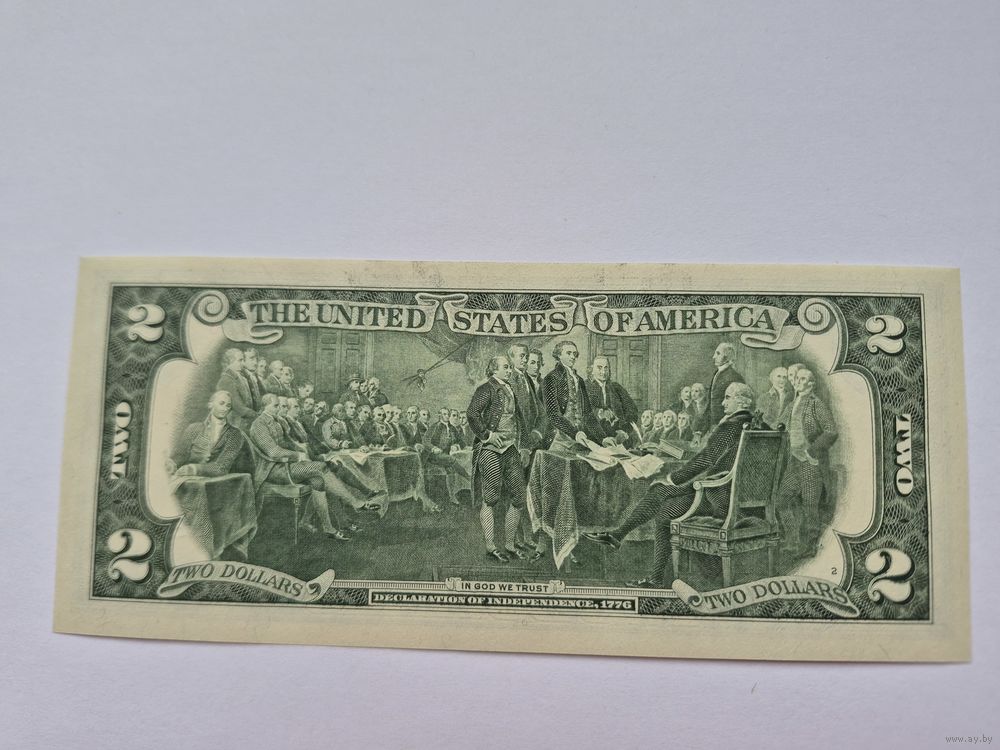 THE UNITED STATES OF AMERICA
2
2
TWO
TWO
2
2
TWO DOLLARS
IN GOD WE TRUST
2
TWO DOLLARS
DECLARATION OF INDEPENDENCE, 1776
www.ay.by